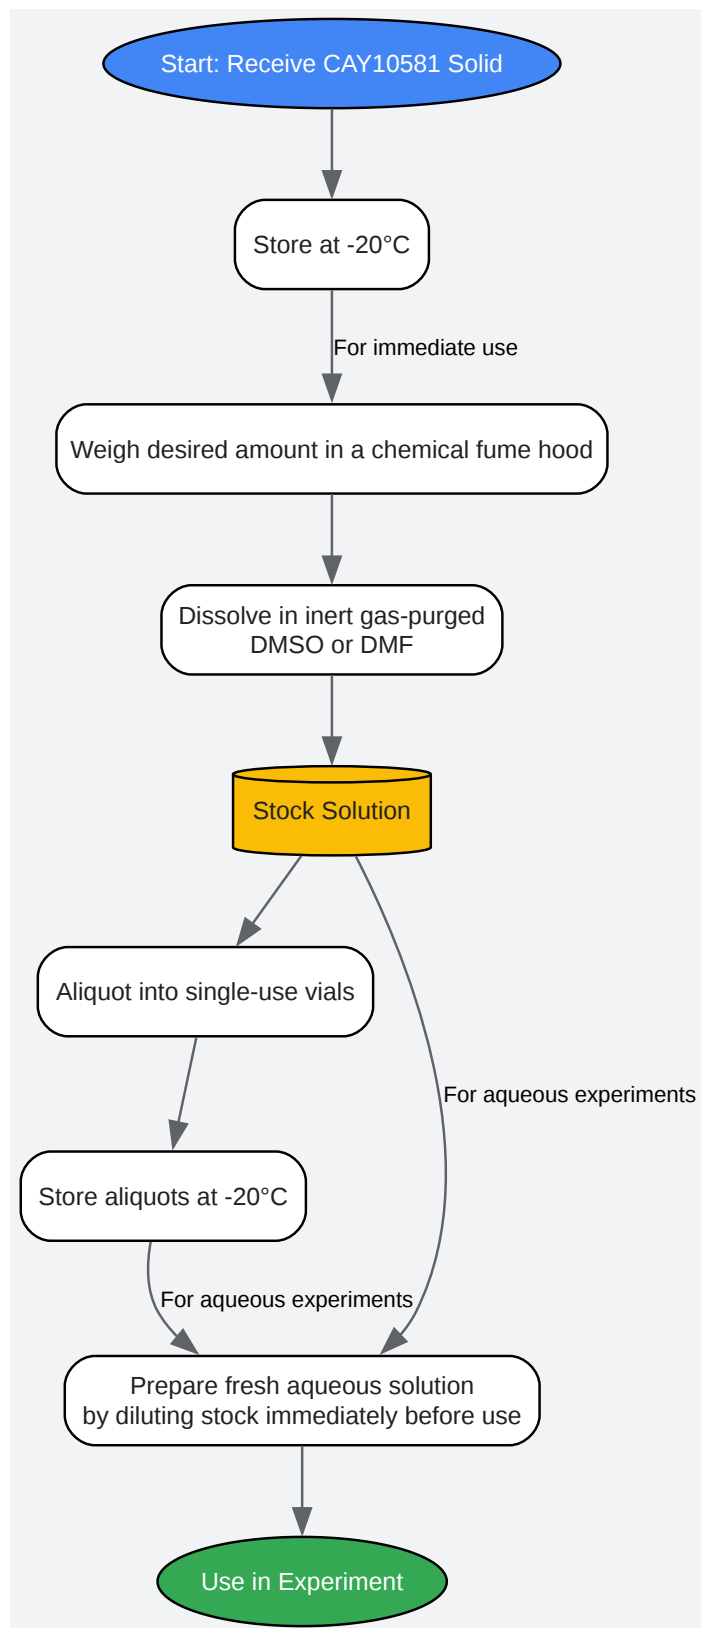 Start: Receive CAY10581 Solid
Store at -20°C
For immediate use
Weigh desired amount in a chemical fume hood
Dissolve in inert gas-purged
DMSO or DMF
Stock Solution
Aliquot into single-use vials
For aqueous experiments
Store aliquots at -20°C
For aqueous experiments
Prepare fresh aqueous solution
by diluting stock immediately before use
Use in Experiment